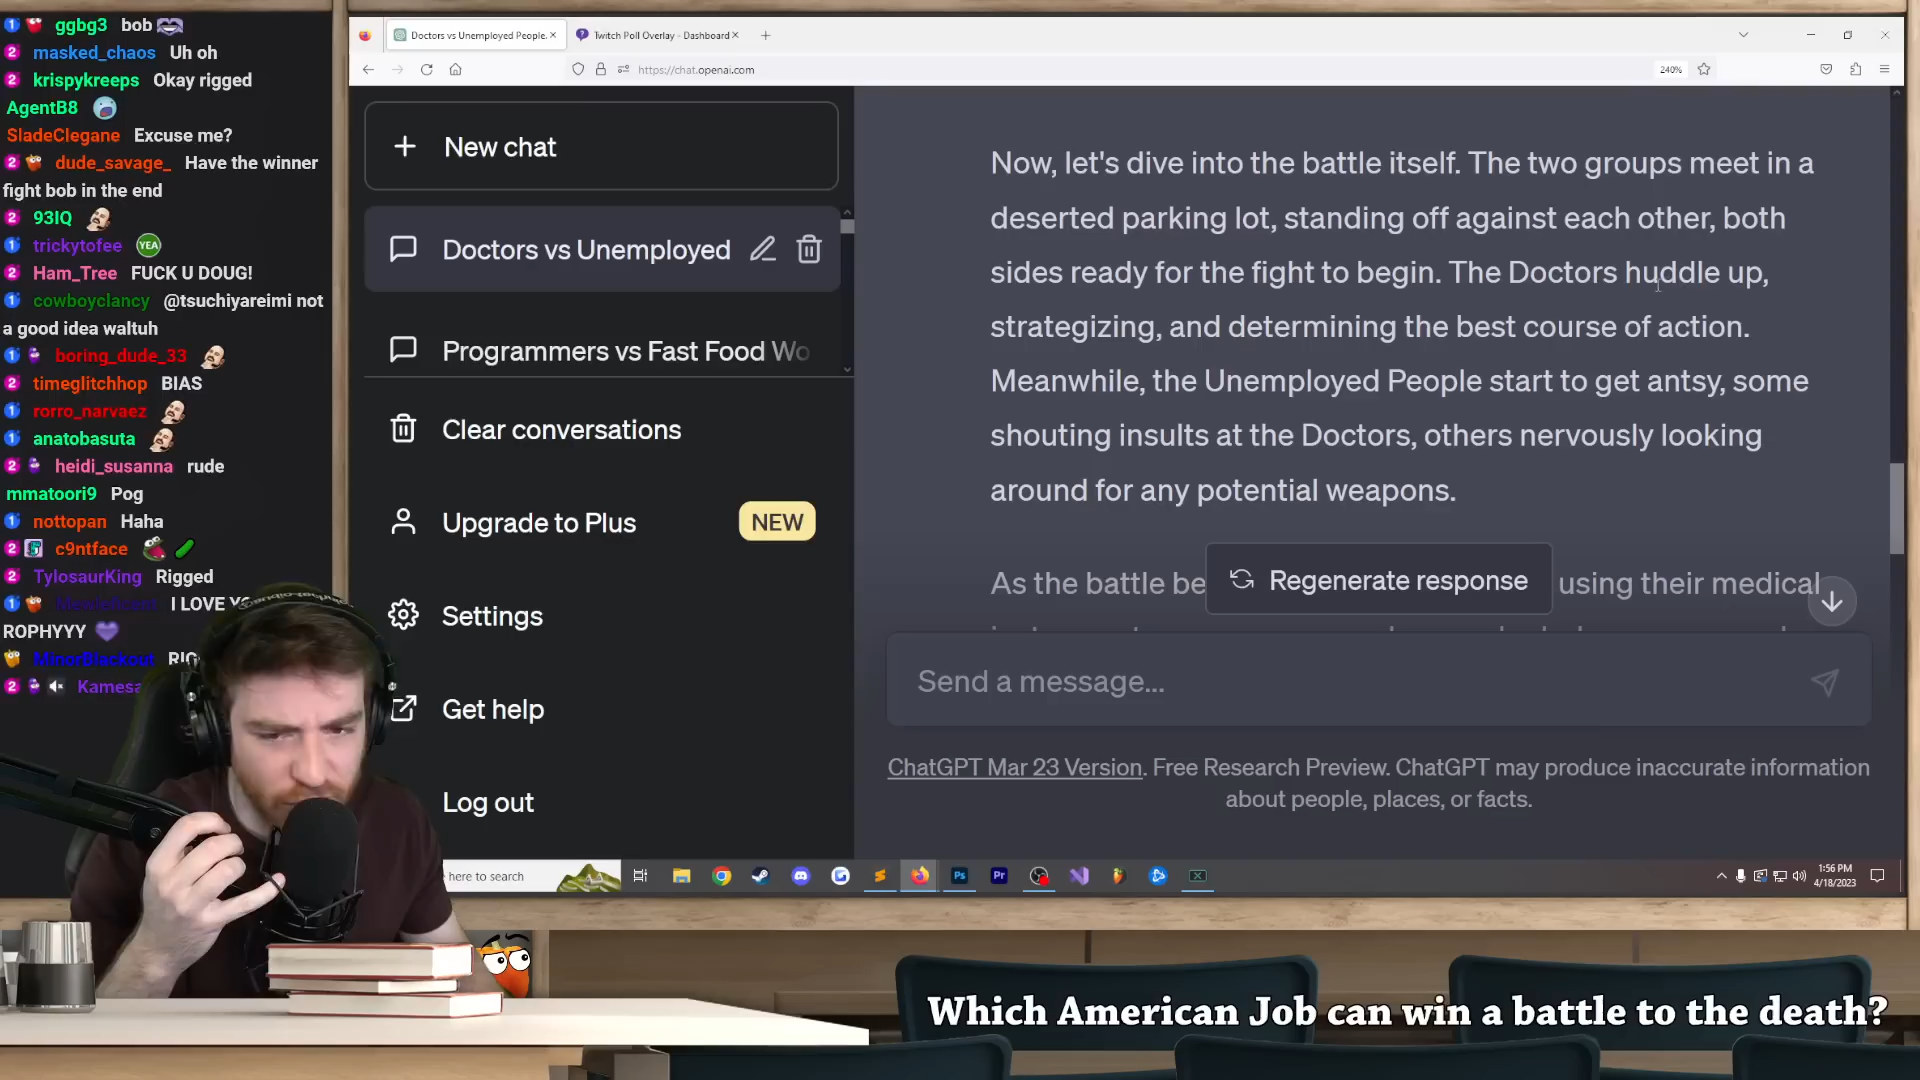 ggbg3 bob
masked_chaos Uh oh
krispykreeps Okay rigged
AgentB8
SladeClegane Excuse me?
dude_savage_ Have the winner
fight bob in the end
93IQ
trickytofee YEA
Ham_Tree FUCK U DOUG!
cowboyclancy @tsuchyareimi not
a good idea waltuh
boring_dude_33
timeglitchhop BIAS
rorro_narvaez
anatobasuta
heidi_susanna rude
mmatoori9 Pog
nottopan Haha
c9ntface
TylosaurKing Rigged
I LOVE
ROPHYYY
MinorBlackout
Doctors vs Unemployed People.
Twitch Poll Overlay - Dashboard
https://chat.openai.com
240%
New chat
Doctors vs Unemployed
Programmers vs Fast Food Wo
Clear conversations
Upgrade to Plus NEW
Settings
Get help
Log out
Now, let's dive into the battle itself. The two groups meet in a
deserted parking lot, standing off against each other, both
sides ready for the fight to begin. The Doctors huddle up,
strategizing, and determining the best course of action.
Meanwhile, the Unemployed People start to get antsy, some
shouting insults at the Doctors, others nervously looking
around for any potential weapons.
As the battle be using their medical
Regenerate response
Send a message...
ChatGPT Mar 23 Version. Free Research Preview. ChatGPT may produce inaccurate information
about people, places, or facts.
here to search
Ps
Pr
1:56 PM
4/18/2023
Which American Job can win a battle to the death?